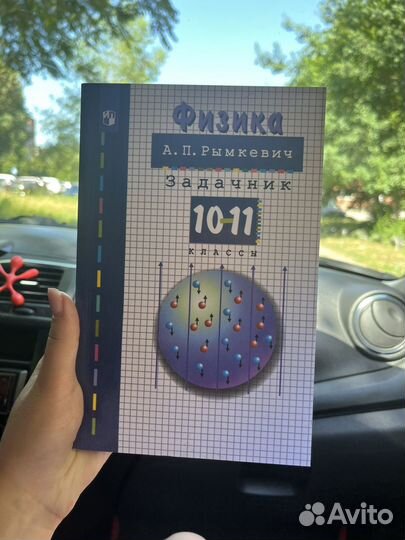 Физика
А.П.Рымкевич
Задачник
10-11
КЛАССЫ
Avito